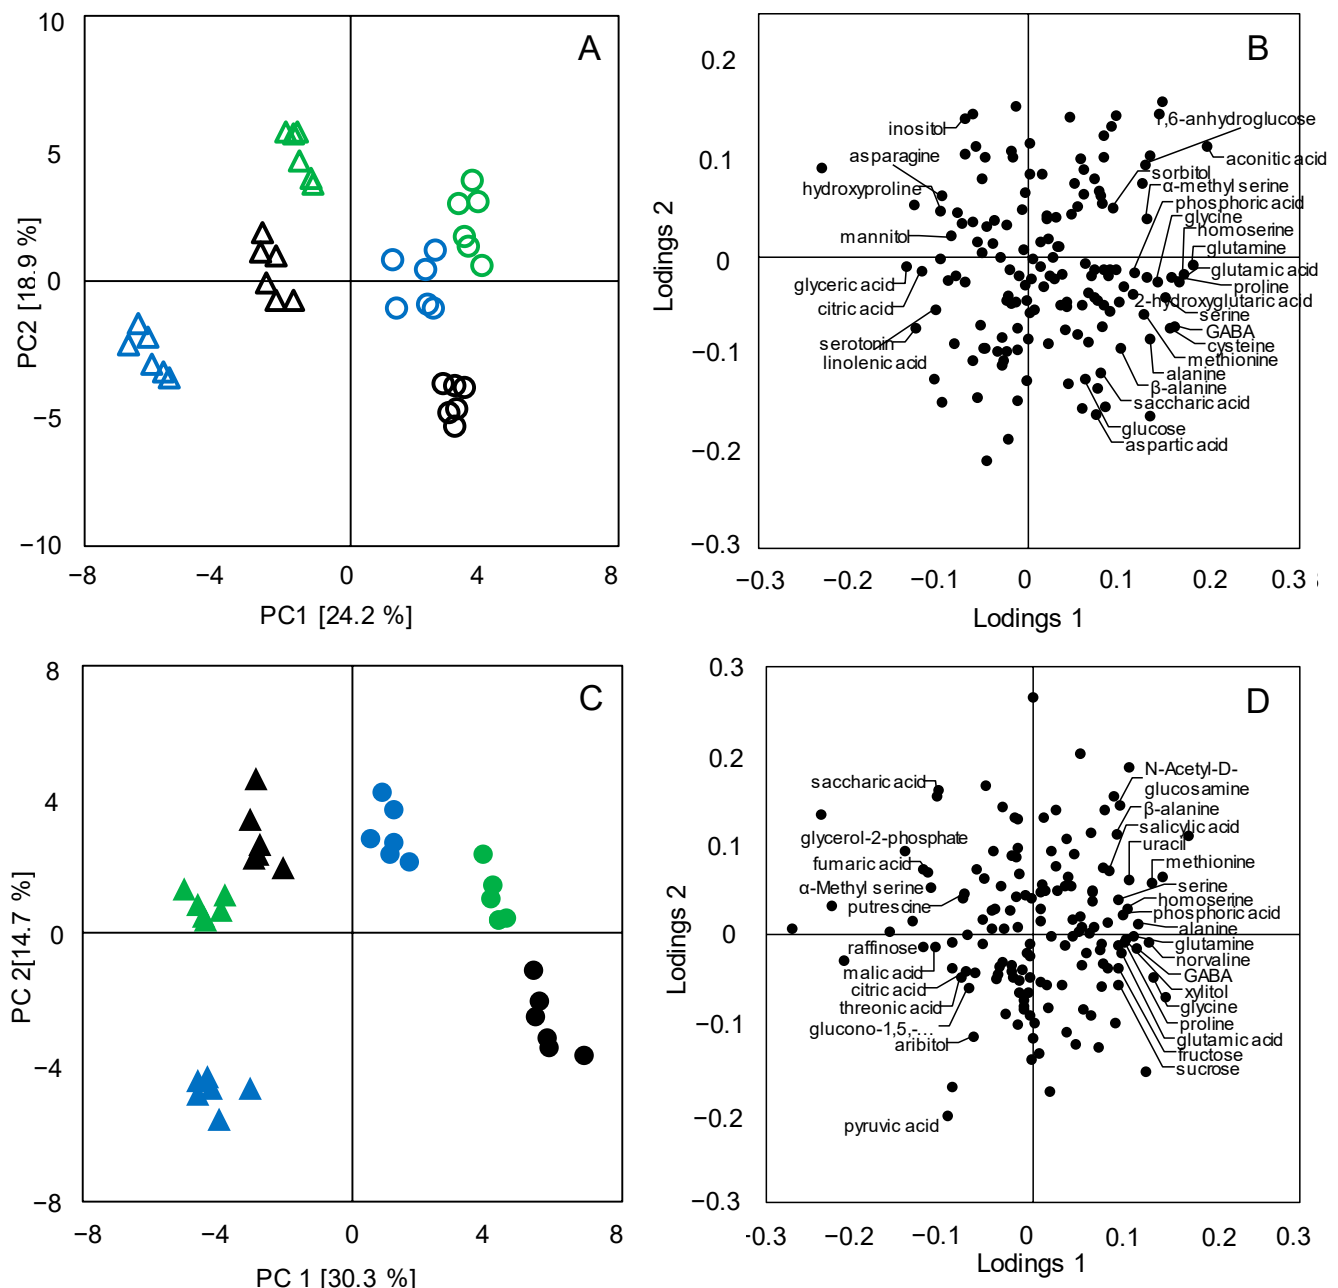 A
10
5
0
−5
−10
−8
−4
0
4
8
PC2 [18.9 %]
PC1 [24.2 %]
B
0.2
0.1
0
−0.1
−0.2
−0.3
−0.3
−0.2
−0.1
0
0.1
0.2
0.3
Lodings 2
Lodings 1
inositol
asparagine
hydroxyproline
mannitol
glyceric acid
citric acid
serotonin
linolenic acid
1,6-anhydroglucose
aconitic acid
sorbitol
α-methyl serine
phosphoric acid
glycine
homoserine
glutamine
glutamic acid
proline
2-hydroxyglutaric acid
serine
GABA
cysteine
methionine
alanine
β-alanine
saccharic acid
glucose
aspartic acid
C
8
4
0
−4
−8
−8
−4
0
4
8
PC 2[14.7 %]
PC 1 [30.3 %]
D
0.3
0.2
0.1
0
−0.1
−0.2
−0.3
-0.3
−0.2
−0.1
0
0.1
0.2
0.3
Lodings 2
Lodings 1
saccharic acid
glycerol-2-phosphate
fumaric acid
α-Methyl serine
putrescine
raffinose
malic acid
citric acid
threonic acid
glucono-1,5,-...
aribitol
pyruvic acid
N-Acetyl-D-
glucosamine
β-alanine
salicylic acid
uracil
methionine
serine
homoserine
phosphoric acid
alanine
glutamine
norvaline
GABA
xylitol
glycine
proline
glutamic acid
fructose
sucrose